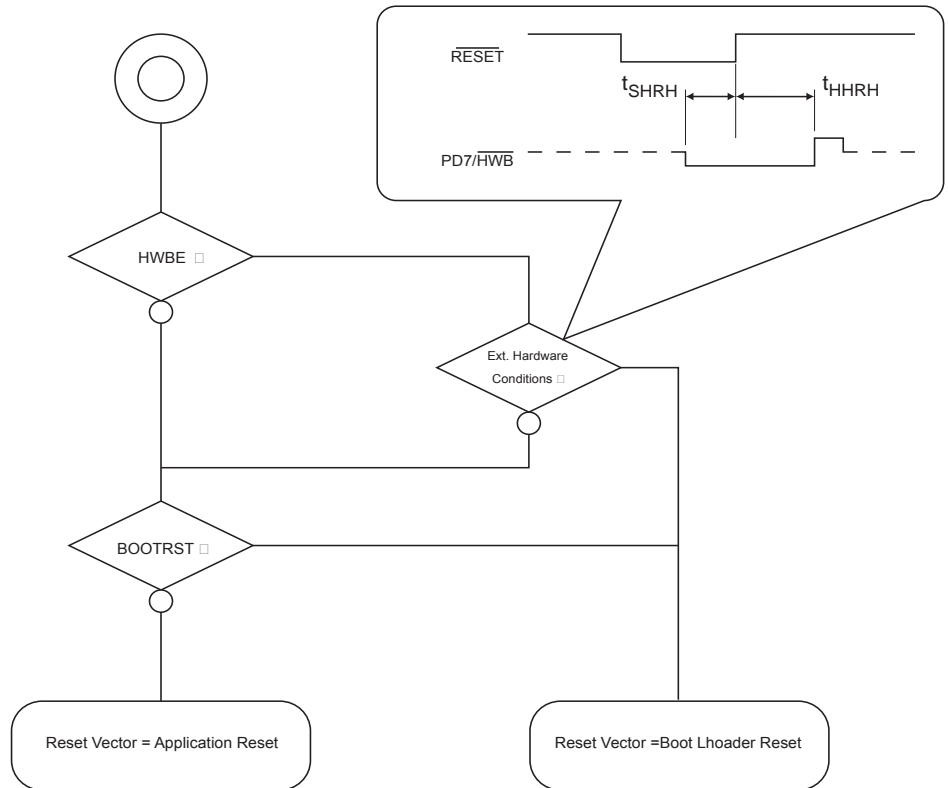 RESET
tSHRH
tHHRH
PD7/HWB
HWBE □
Ext. Hardware
Conditions □
BOOTRST □
Reset Vector = Application Reset
Reset Vector =Boot Lhoader Reset